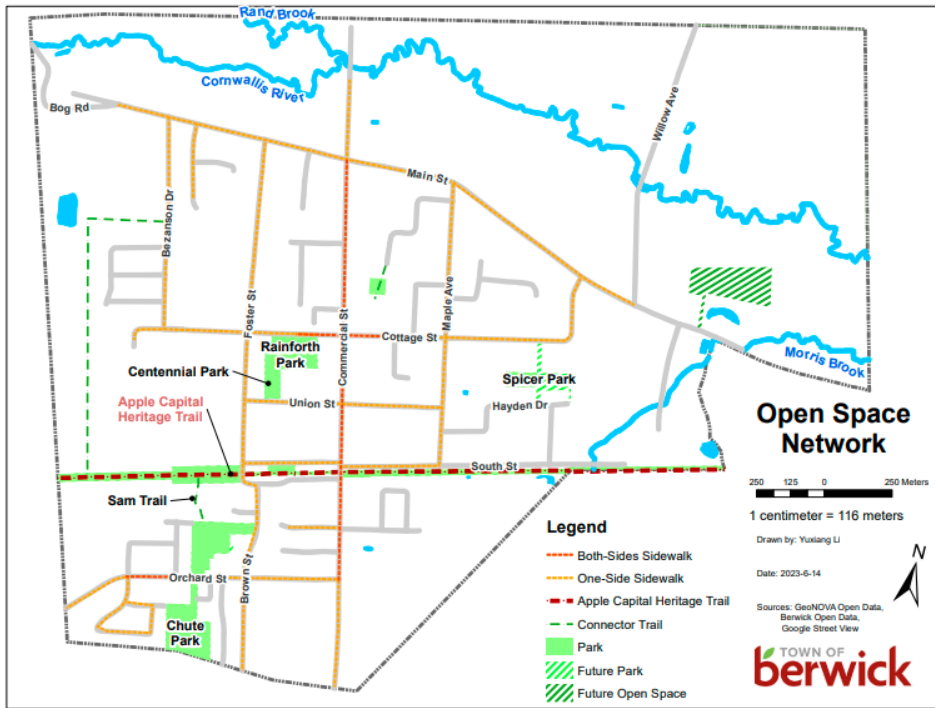 Rand Brook
Cornwallis
River
Bog Rd
Willow Ave
Main St
Bezanson Dr
Foster St
Commercial St
Maple Ave
Cottage St
Rainforth
Park
Centennial Park
Spicer Park
Morris Brook
Apple Capital
Heritage Trail
Union St
Hayden Dr
South St
Sam Trail
Orchard St
Brown St
Chute
Park
Open Space
Network
250 125 0 250 Meters
1 centimeter = 116 meters
Drawn by: Yuxiang Li
Date: 2023-6-14
N
Sources: GeoNOVA Open Data,
Berwick Open Data,
Google Street View
TOWN OF
berwick
Legend
Both-Sides Sidewalk
One-Side Sidewalk
Apple Capital Heritage Trail
Connector Trail
Park
Future Park
Future Open Space